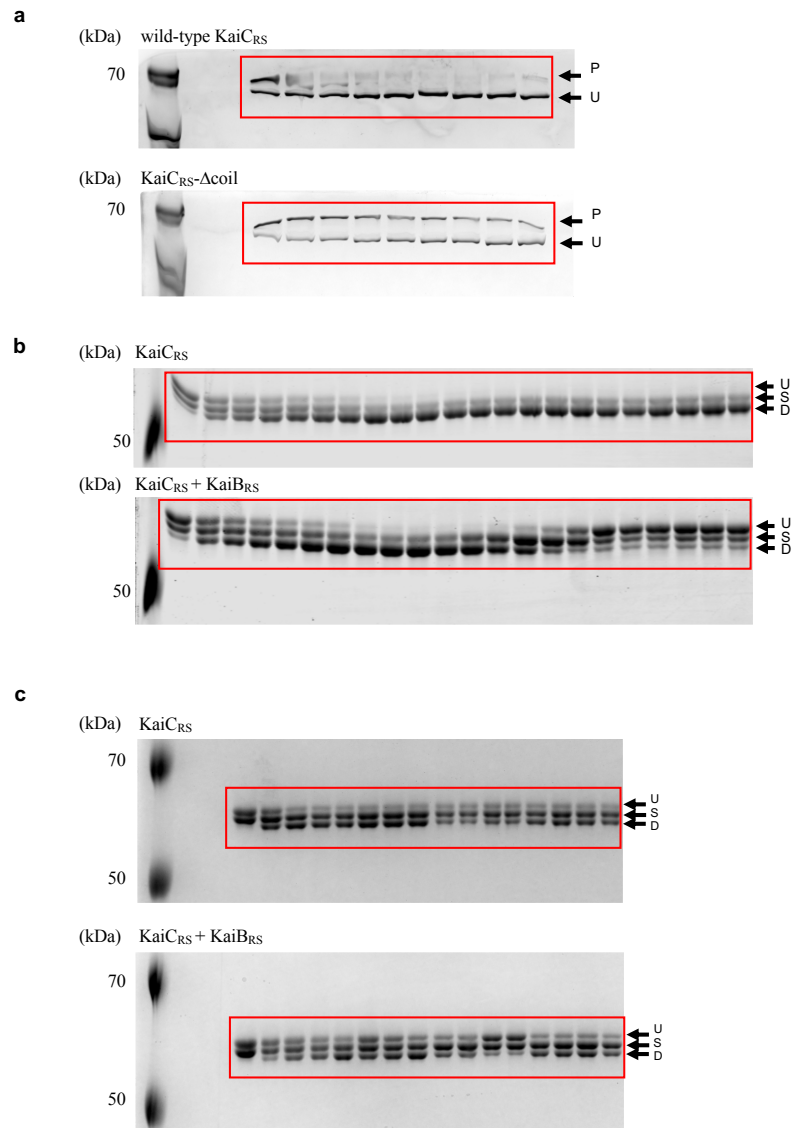 a
(kDa) wild-type KaiCRS
70
P
U
(kDa) KaiCRS-Δcoil
70
P
U
b
(kDa) KaiCRS
U
S
D
50
(kDa) KaiCRS + KaiBRS
U
S
D
50
c
(kDa) KaiCRS
70
U
S
D
50
(kDa) KaiCRS + KaiBRS
70
U
S
D
50